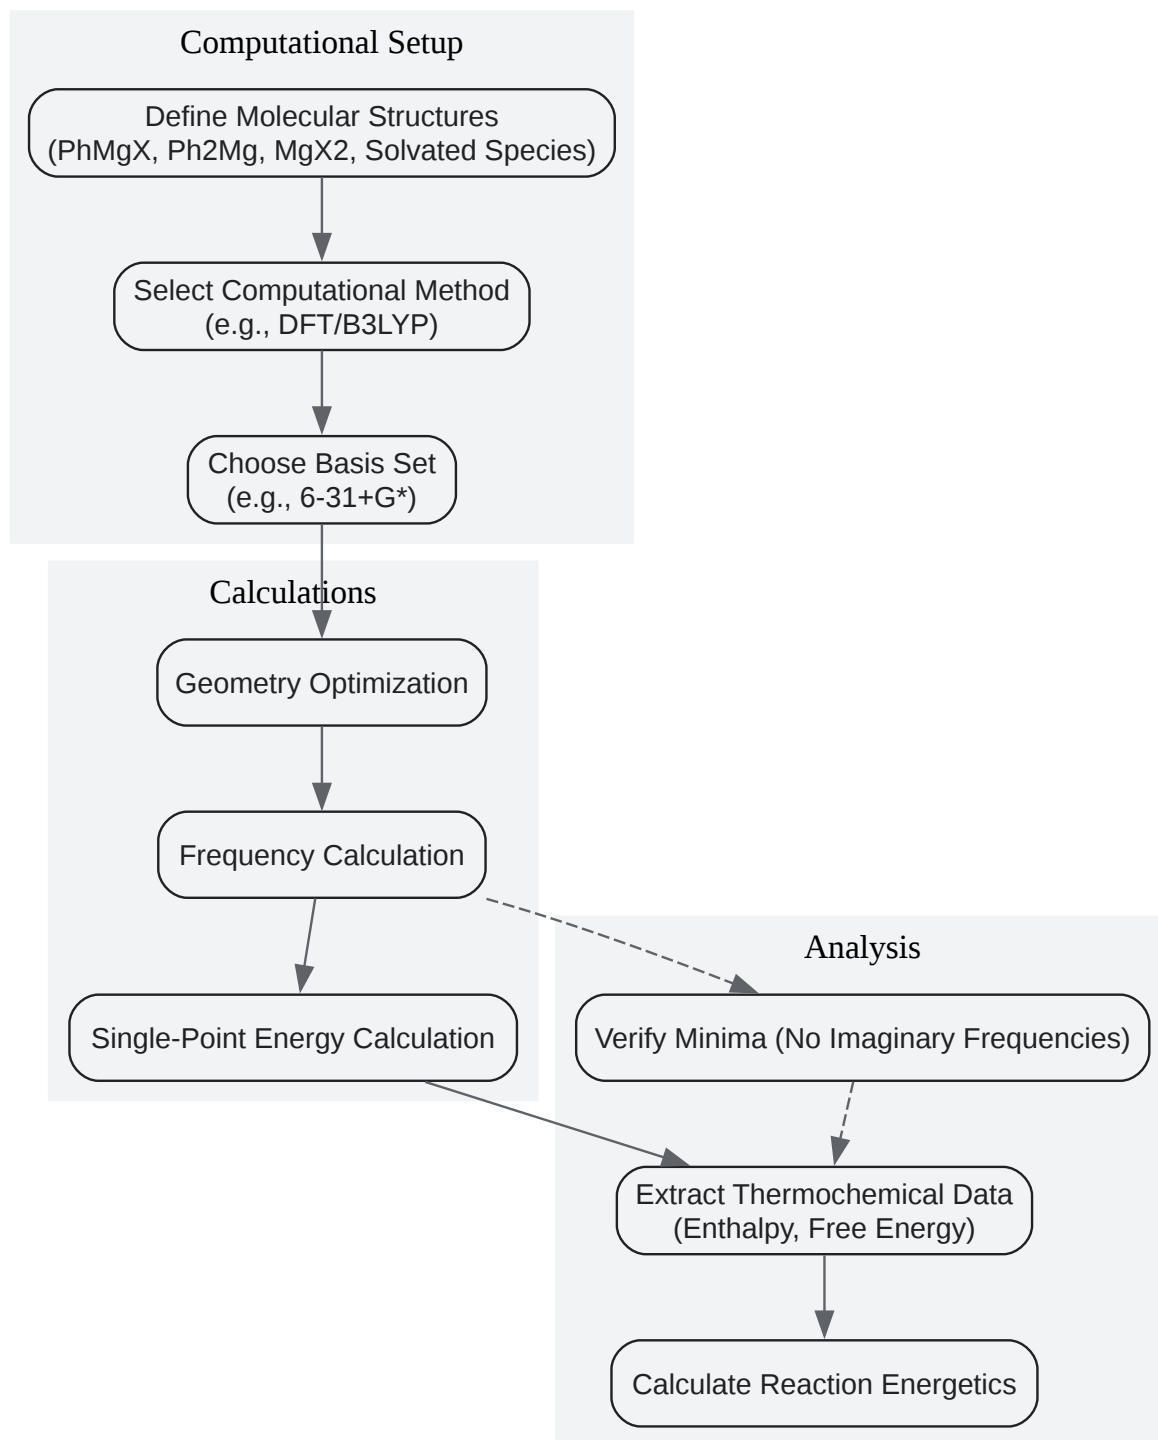 Computational Setup
Define Molecular Structures
(PhMgX, Ph2Mg, MgX2, Solvated Species)
Select Computational Method
(e.g., DFT/B3LYP)
Choose Basis Set
(e.g., 6-31+G*)
Calculations
Geometry Optimization
Frequency Calculation
Single-Point Energy Calculation
Analysis
Verify Minima (No Imaginary Frequencies)
Extract Thermochemical Data
(Enthalpy, Free Energy)
Calculate Reaction Energetics